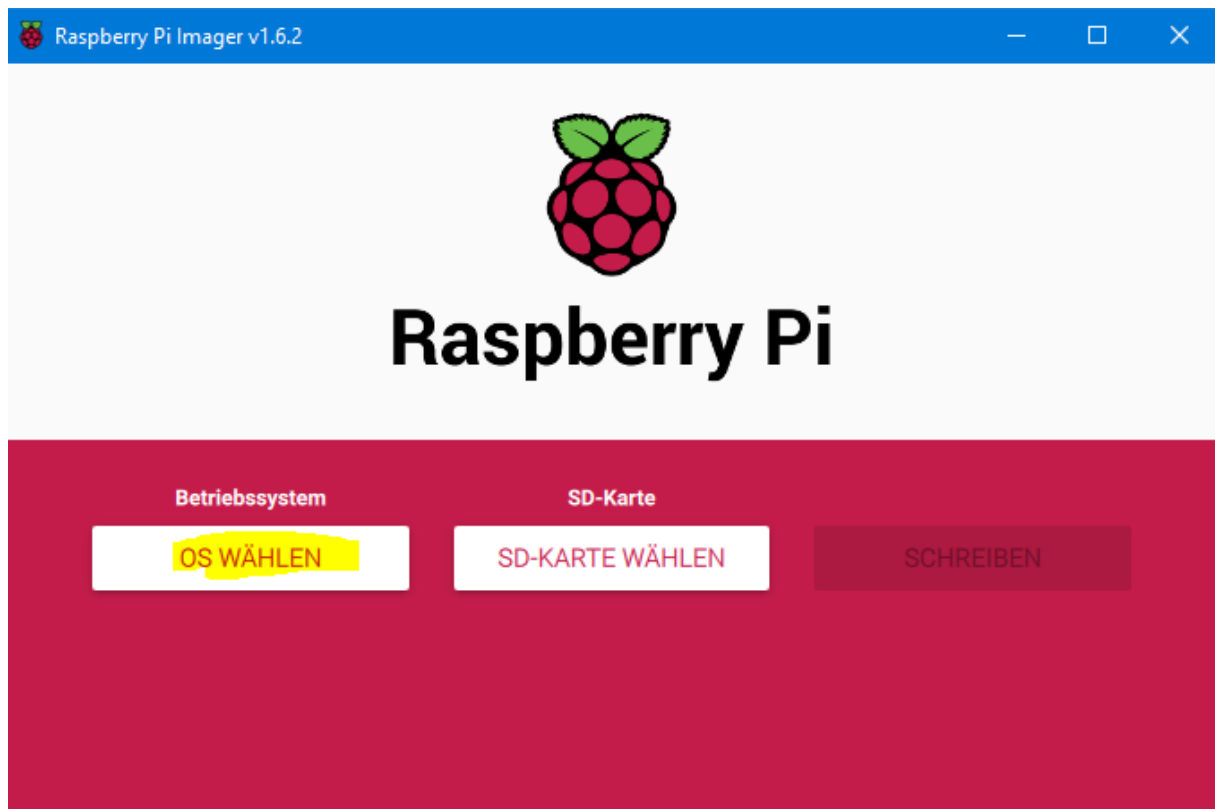 Raspberry Pi Imager v1.6.2
Raspberry Pi
Betriebssystem
SD-Karte
OS WÄHLEN
SD-KARTE WÄHLEN
SCHREIBEN